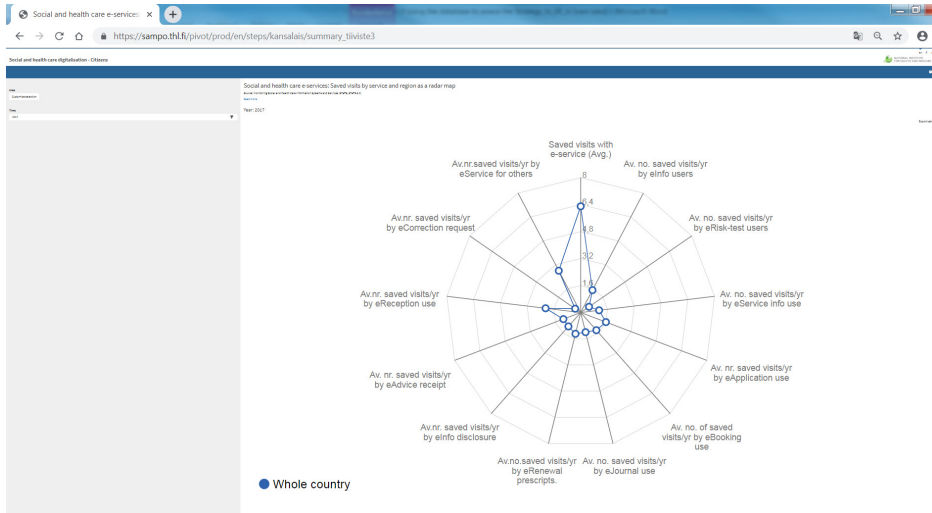 Social and health care e-services:
https://sampo.thl.fi/pivot/prod/en/steps/kansalais/summary_tiiviste3
Social and health care digitalisation - Citizens
Social and health care e-services: Saved visits by service and region as a radar map
Year: 2017
Area
Time
2017
Saved visits with
e-service (Avg.)
Av.nr.saved visits/yr by
eService for others
Av. no. saved visits/yr
by eInfo users
8
6,4
4,8
3,2
1,6
Av.nr. saved visits/yr
by eCorrection request
Av. no. saved visits/yr
by eRisk-test users
Av.nr. saved visits/yr
by eReception use
Av. no. saved visits/yr
by eService info use
Av. nr. saved visits/yr
by eAdvice receipt
Av. nr. saved visits/yr
by eApplication use
Av.nr. saved visits/yr
by eInfo disclosure
Av. no. of saved
visits/yr by eBooking
use
Av.no.saved visits/yr
by eRenewal
prescripts.
Av. no. saved visits/yr
by eJournal use
Whole country